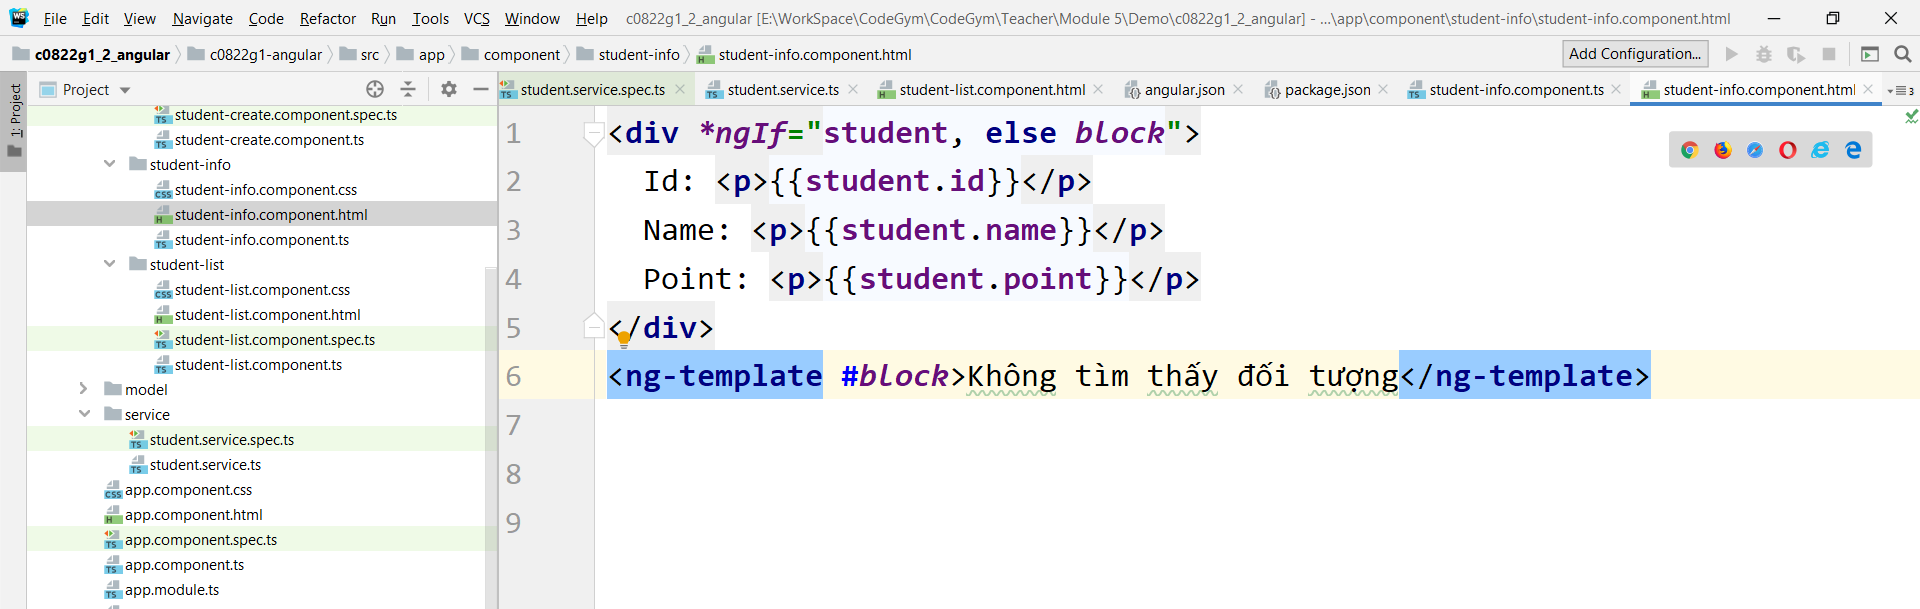 File Edit View Navigate Code Refactor Run Tools VCS Window Help c0822g1_2_angular [E:\WorkSpace\CodeGym\CodeGym\Teacher\Module 5\Demo\c0822g1_2_angular] - ...\app\component\student-info\student-info.component.html
c0822g1_2_angular c0822g1-angular src app component student-info student-info.component.html Add Configuration...
1: Project
Project
student.service.spec.ts student.service.ts student-list.component.html angular.json package.json student-info.component.ts student-info.component.html 3
student-create.component.spec.ts
student-create.component.ts
student-info
student-info.component.css
student-info.component.html
student-info.component.ts
student-list
student-list.component.css
student-list.component.html
student-list.component.spec.ts
student-list.component.ts
model
service
student.service.spec.ts
student.service.ts
app.component.css
app.component.html
app.component.spec.ts
app.component.ts
app.module.ts
1 <div *ngIf="student, else block">
2 Id: <p>{{student.id}}</p>
3 Name: <p>{{student.name}}</p>
4 Point: <p>{{student.point}}</p>
5 </div>
6 <ng-template #block>Không tìm thấy đối tượng</ng-template>
7
8
9